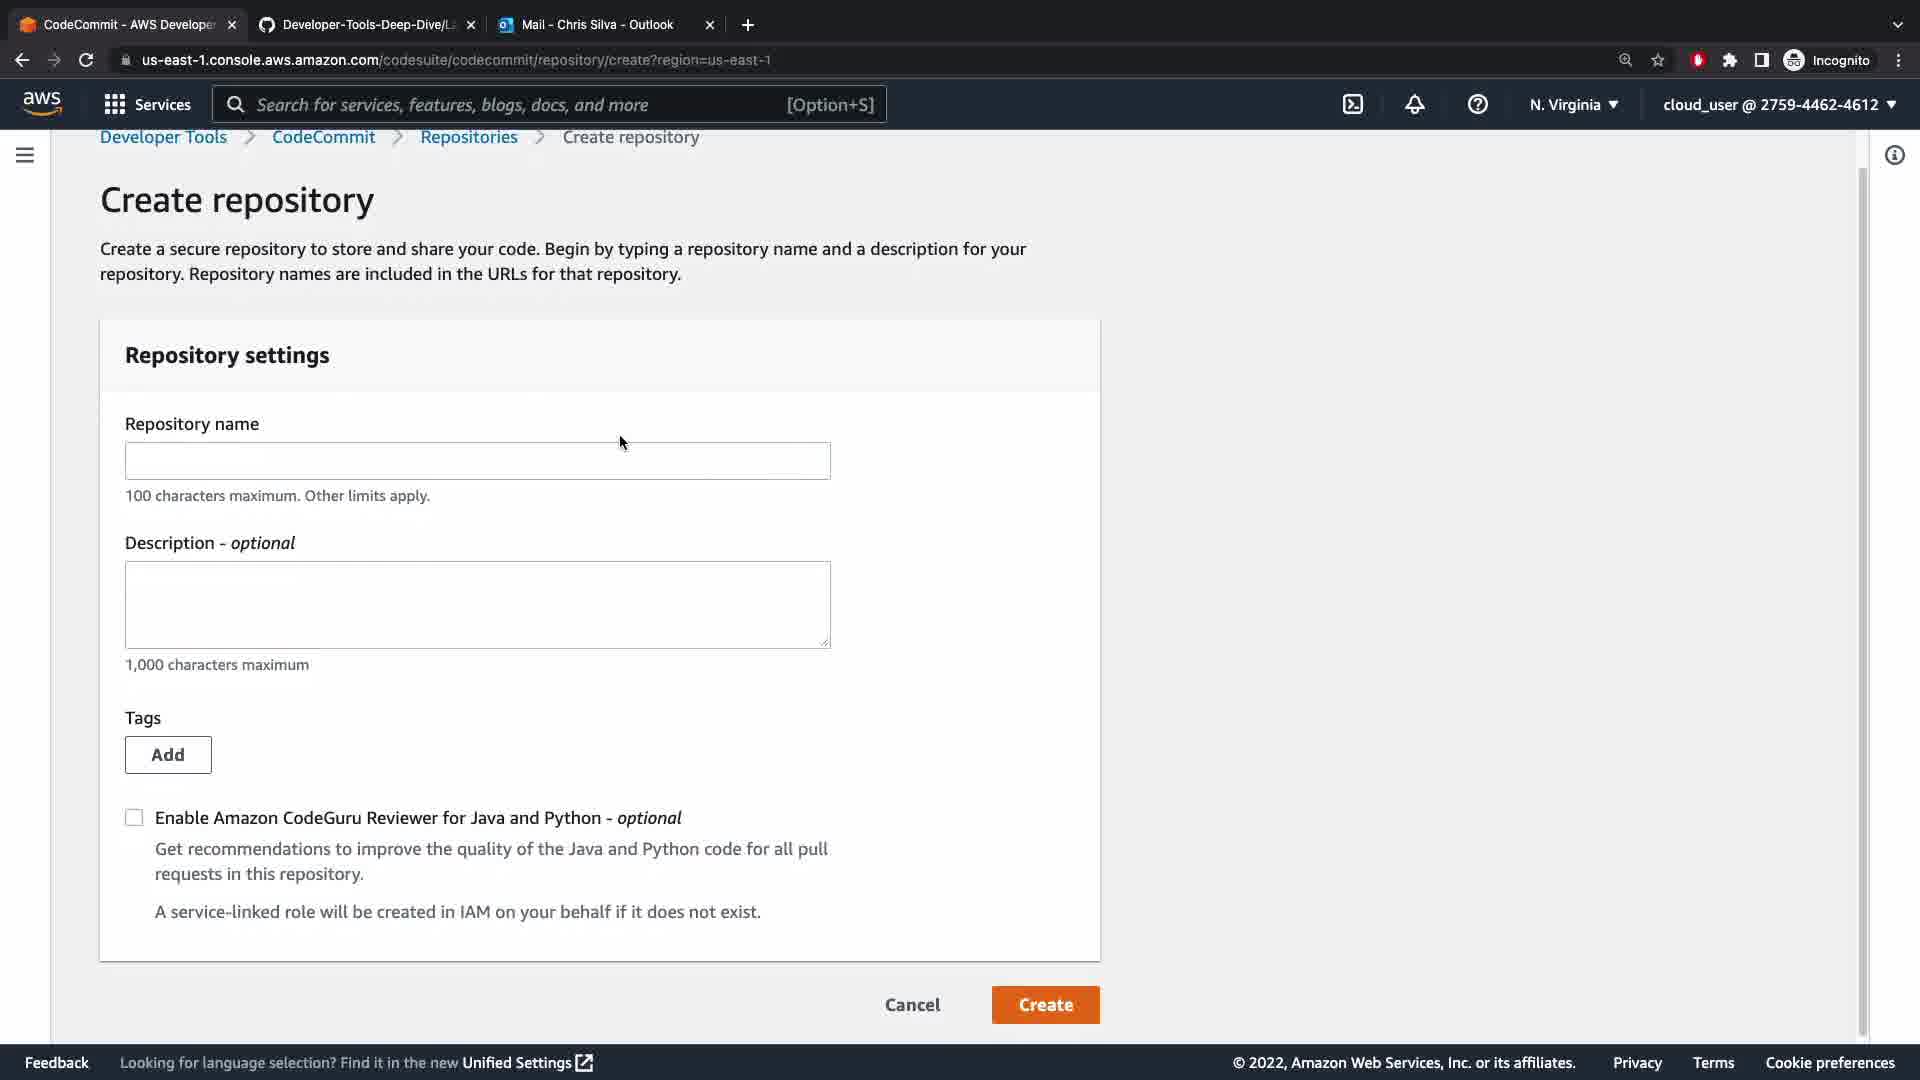 CodeCommit - AWS Developer
Developer-Tools-Deep-Dive/L
Mail - Chris Silva - Outlook
us-east-1.console.aws.amazon.com/codesuite/codecommit/repository/create?region=us-east-1
Incognito
aws
Services
Search for services, features, blogs, docs, and more
[Option+S]
N. Virginia
cloud_user @ 2759-4462-4612
Developer Tools
CodeCommit
Repositories
Create repository
Create repository
Create a secure repository to store and share your code. Begin by typing a repository name and a description for your
repository. Repository names are included in the URLs for that repository.
Repository settings
Repository name
100 characters maximum. Other limits apply.
Description - optional
1,000 characters maximum
Tags
Add
Enable Amazon CodeGuru Reviewer for Java and Python - optional
Get recommendations to improve the quality of the Java and Python code for all pull
requests in this repository.
A service-linked role will be created in IAM on your behalf if it does not exist.
Cancel
Create
Feedback
Looking for language selection? Find it in the new Unified Settings
© 2022, Amazon Web Services, Inc. or its affiliates.
Privacy
Terms
Cookie preferences